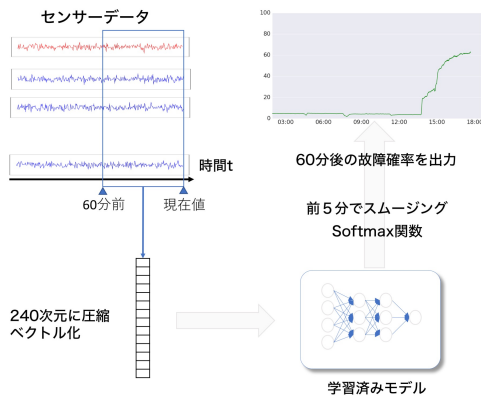 センサーデータ
時間t
60分前
現在値
240次元に圧縮
ベクトル化
学習済みモデル
前５分でスムージング
Softmax関数
60分後の故障確率を出力
100
80
60
40
20
0
03:00 06:00 09:00 12:00 15:00 18:00